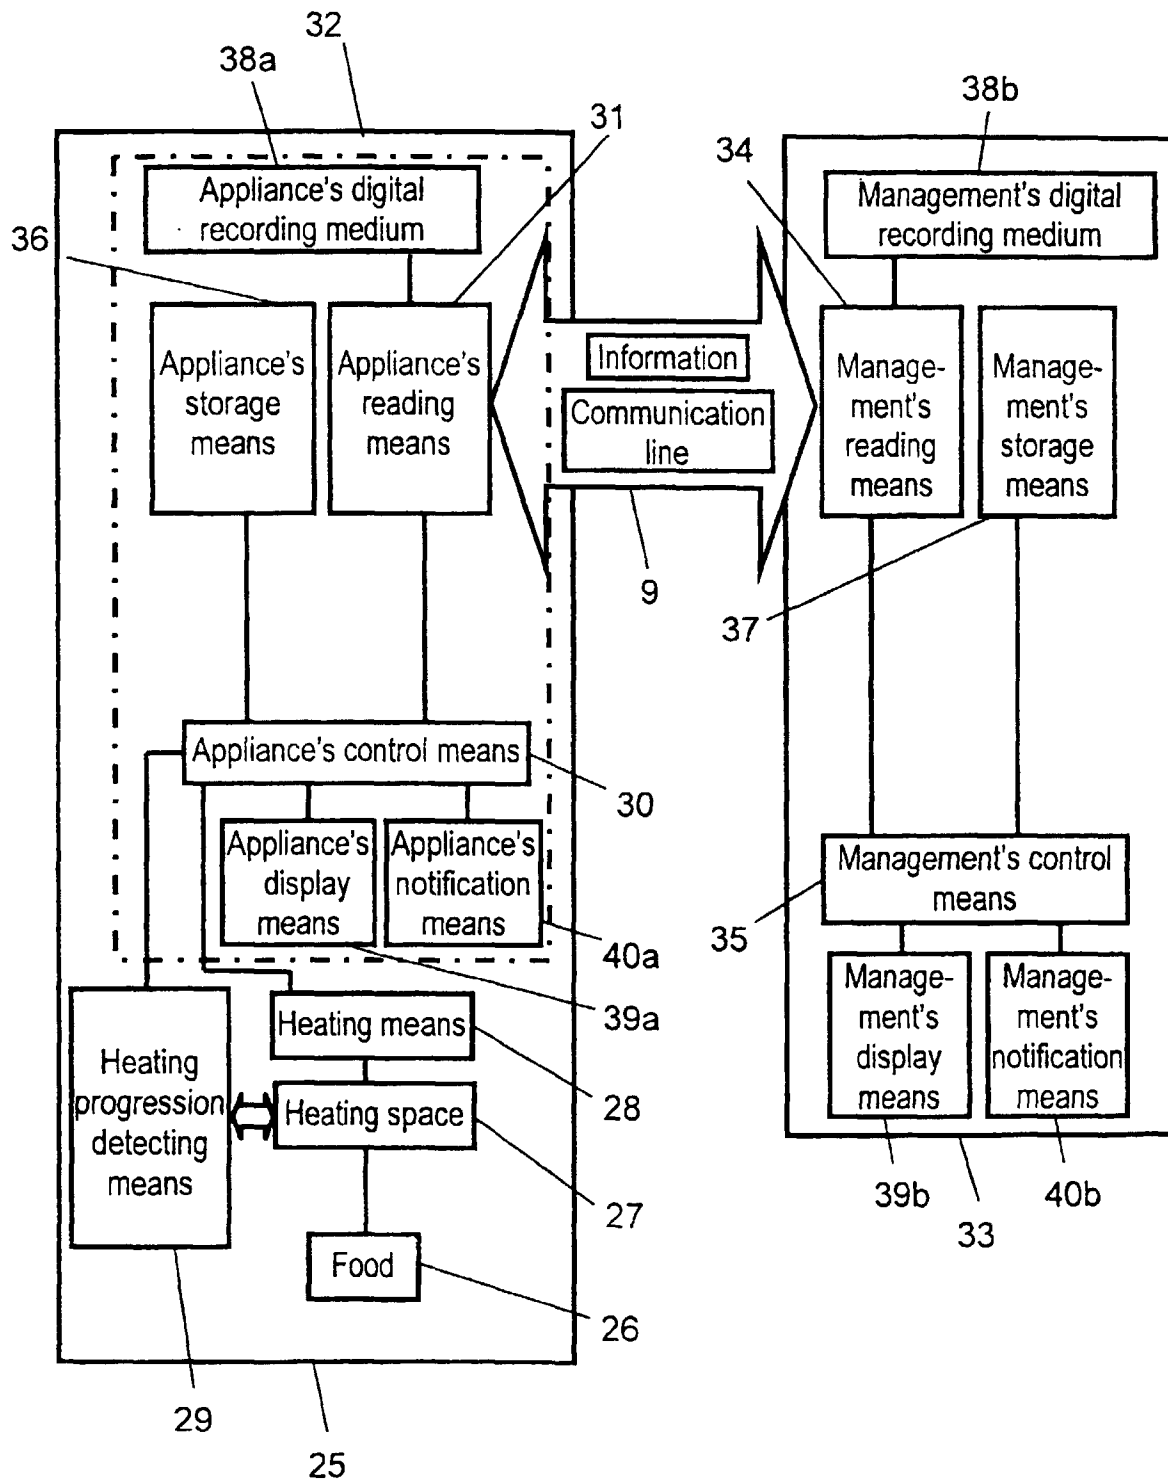 32
38a
31
38b
34
36
Appliance's digital
recording medium
Management's digital
recording medium
Appliance's
storage
means
Appliance's
reading
means
Information
Communication
line
Manage-
ment's
reading
means
Manage-
ment's
storage
means
9
37
Appliance's control means
30
Appliance's
display
means
Appliance's
notification
means
Management's control
means
35
40a
39a
Heating means
28
Heating
progression
detecting
means
Heating space
27
Food
26
Manage-
ment's
display
means
Manage-
ment's
notification
means
39b
40b
33
29
25